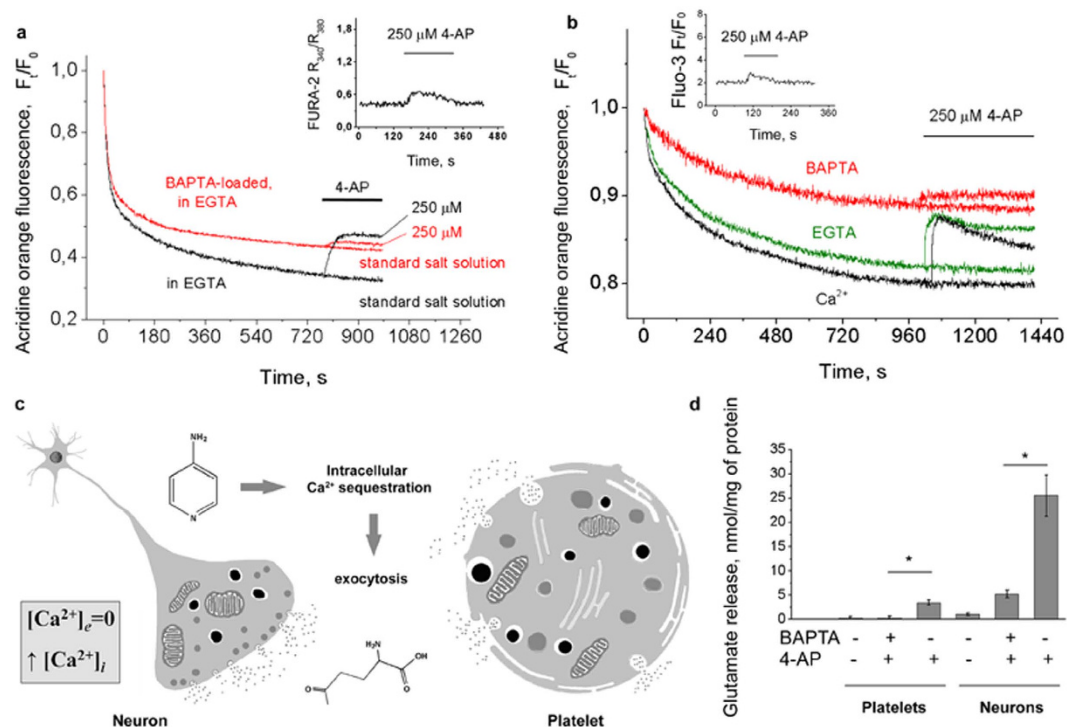 a
Acridine orange fluorescence, Ft/F0
1,0
0,8
0,6
0,4
0,2
0 180 360 540 720 900 1080 1260
Time, s
BAPTA-loaded,
in EGTA
in EGTA
4-AP
250 μM
250 μM
standard salt solution
standard salt solution
FURA-2 R340/R380
1,8
1,2
0,6
0,0
250 μM 4-AP
0 120 240 360 480
Time, s
b
Acridine orange fluorescence, Ft/F0
1,0
0,9
0,8
0 240 480 720 960 1200 1440
Time, s
BAPTA
EGTA
Ca2+
250 μM 4-AP
Fluo-3 Ft/F0
8
6
4
2
0
250 μM 4-AP
0 120 240 360
Time, s
c
NH2
N
Intracellular
Ca2+ sequestration
exocytosis
[Ca2+]e=0
↑ [Ca2+]i
H2N
OH
O
O
Neuron
Platelet
d
Glutamate release, nmol/mg of protein
35
30
25
20
15
10
5
0
*
*
BAPTA - + - - + -
4-AP - + + - + +
Platelets Neurons